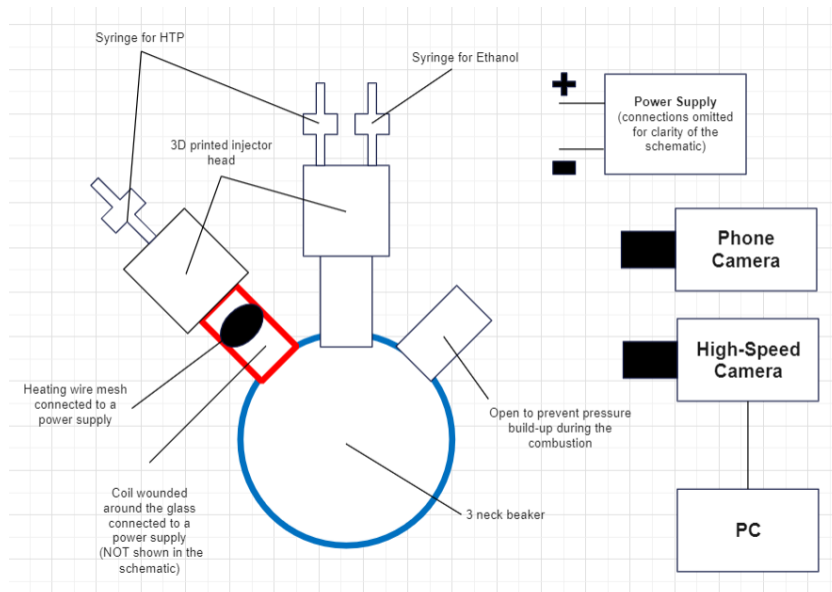 Syringe for HTP
Syringe for Ethanol
3D printed injector
head
+
Power Supply
(connections omitted
for clarity of the
schematic)
-
Phone
Camera
High-Speed
Camera
Heating wire mesh
connected to a
power supply
Open to prevent pressure
build-up during the
combustion
Coil wounded
around the glass
connected to a
power supply
(NOT shown in the
schematic)
3 neck beaker
PC